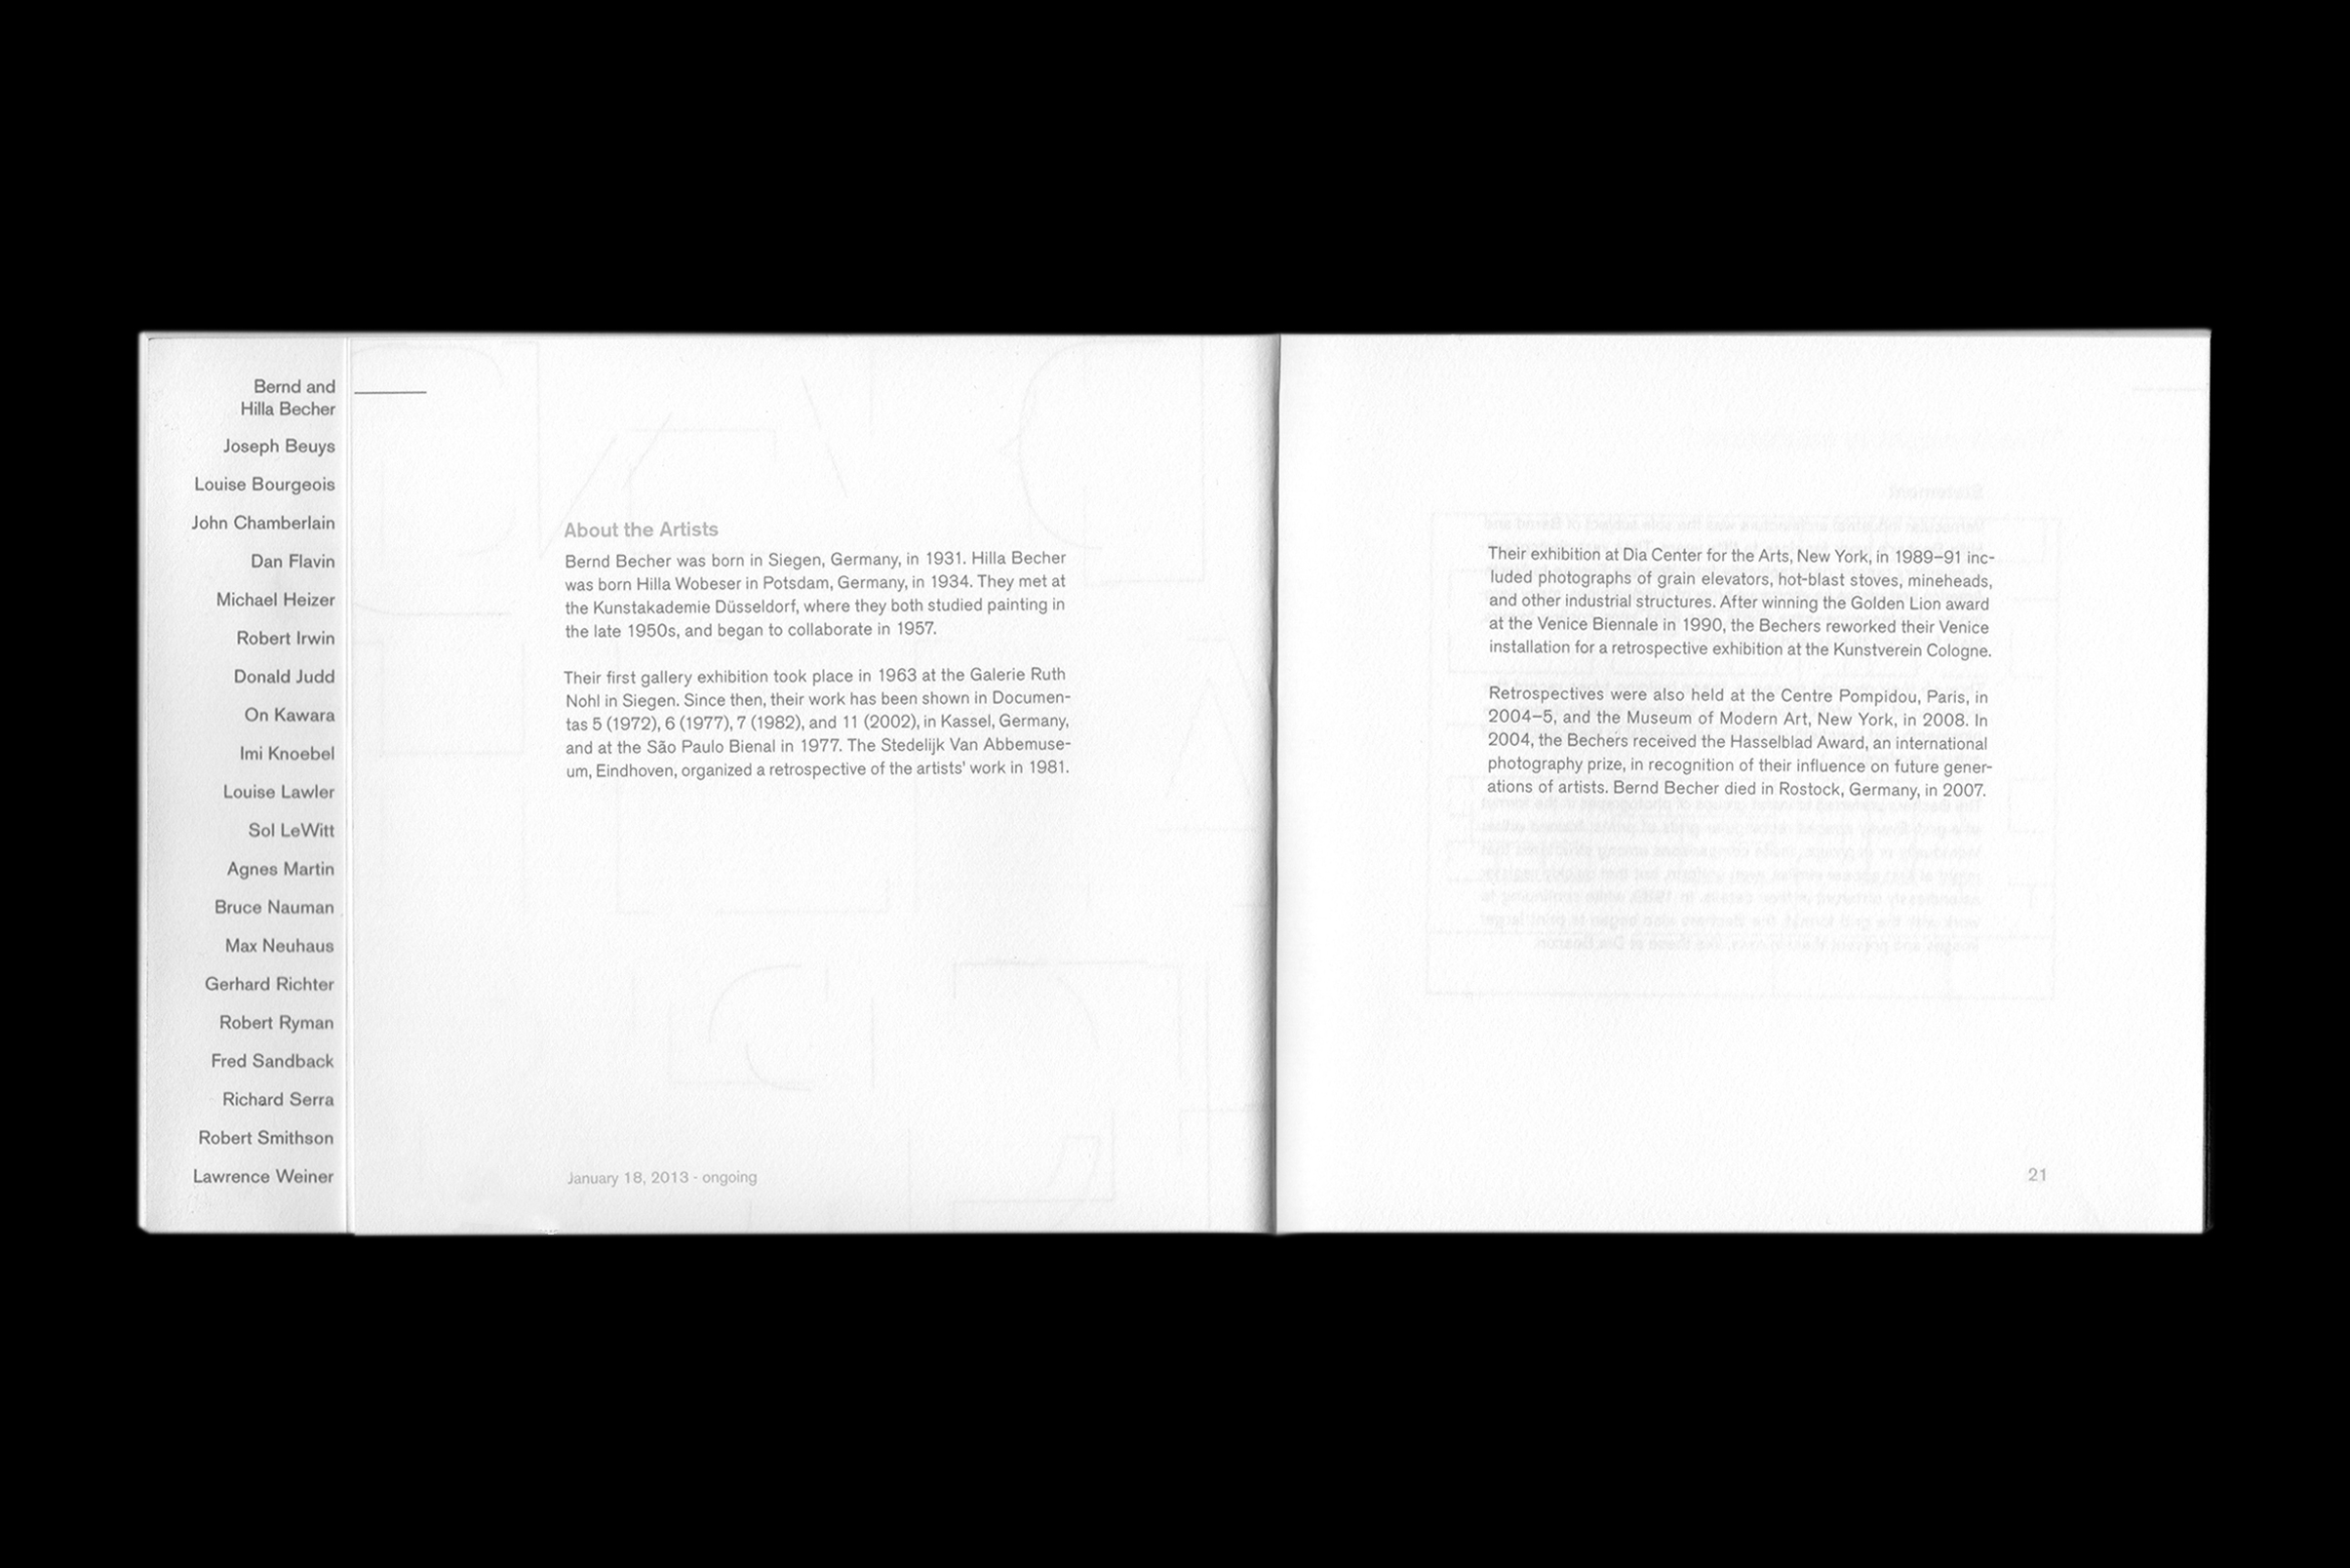 Bernd and
Hilla Becher
Joseph Beuys
Louise Bourgeois
John Chamberlain
Dan Flavin
Michael Heizer
Robert Irwin
Donald Judd
On Kawara
Imi Knoebel
Louise Lawler
Sol LeWitt
Agnes Martin
Bruce Nauman
Max Neuhaus
Gerhard Richter
Robert Ryman
Fred Sandback
Richard Serra
Robert Smithson
Lawrence Weiner
About the Artists
Bernd Becher was born in Siegen, Germany, in 1931. Hilla Becher
was born Hilla Wobeser in Potsdam, Germany, in 1934. They met at
the Kunstakademie Düsseldorf, where they both studied painting in
the late 1950s, and began to collaborate in 1957.
Their first gallery exhibition took place in 1963 at the Galerie Ruth
Nohl in Siegen. Since then, their work has been shown in Documen-
tas 5 (1972), 6 (1977), 7 (1982), and 11 (2002), in Kassel, Germany,
and at the São Paulo Bienal in 1977. The Stedelijk Van Abbemuse-
um, Eindhoven, organized a retrospective of the artists' work in 1981.
January 18, 2013 - ongoing
Their exhibition at Dia Center for the Arts, New York, in 1989–91 inc-
luded photographs of grain elevators, hot-blast stoves, mineheads,
and other industrial structures. After winning the Golden Lion award
at the Venice Biennale in 1990, the Bechers reworked their Venice
installation for a retrospective exhibition at the Kunstverein Cologne.
Retrospectives were also held at the Centre Pompidou, Paris, in
2004–5, and the Museum of Modern Art, New York, in 2008. In
2004, the Bechers received the Hasselblad Award, an international
photography prize, in recognition of their influence on future gener-
ations of artists. Bernd Becher died in Rostock, Germany, in 2007.
21